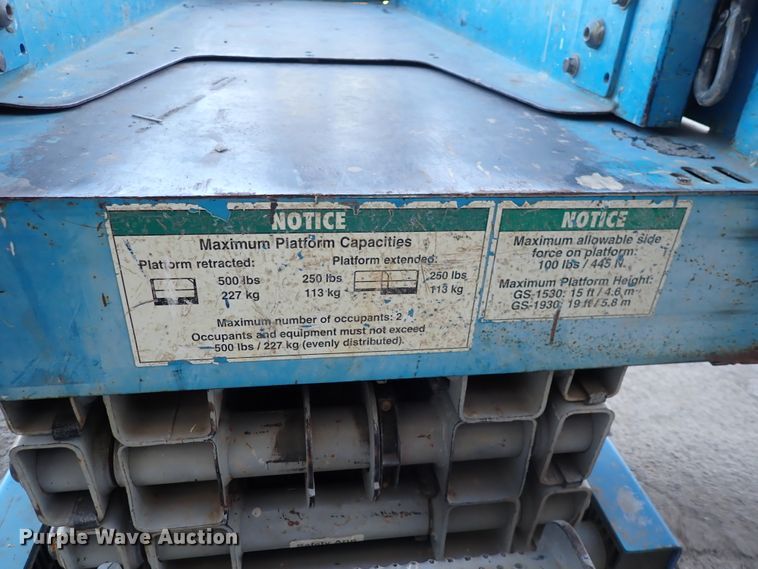 NOTICE
Maximum Platform Capacities
Platform retracted: Platform extended:
500 lbs 250 lbs 250 lbs
227 kg 113 kg 113 kg
Maximum number of occupants: 2
Occupants and equipment must not exceed
500 lbs / 227 kg (evenly distributed).
NOTICE
Maximum allowable side
force on platform:
100 lbs / 445 N
Maximum Platform Height:
GS-1530: 15 ft / 4.6 m
GS-1930: 19 ft / 5.8 m
Purple Wave Auction